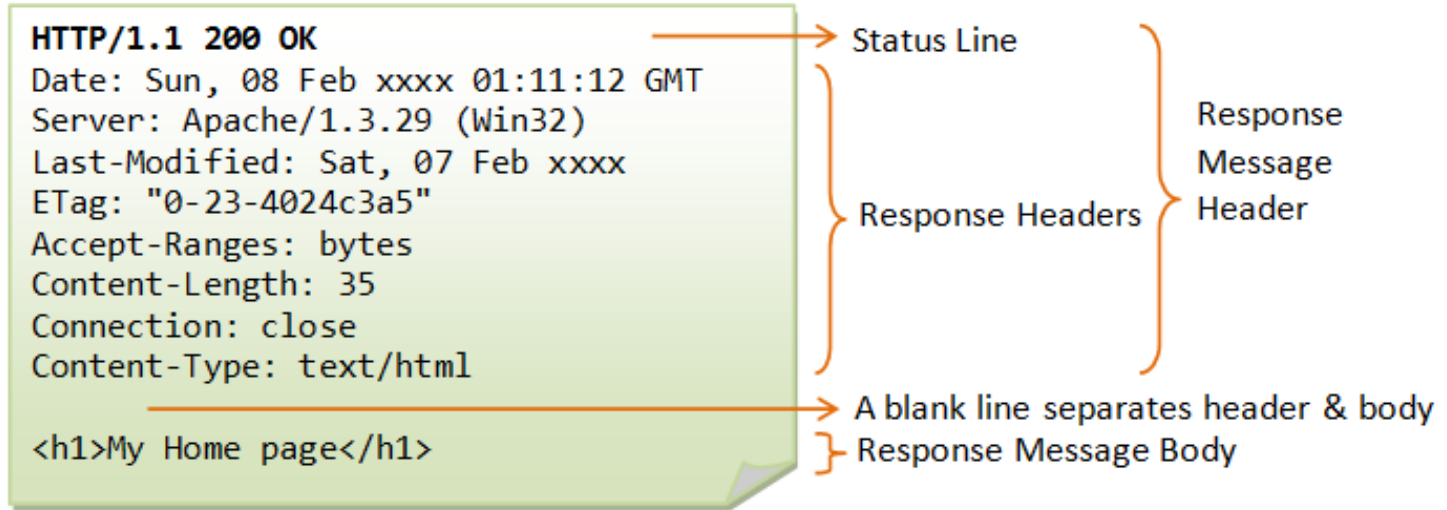 HTTP/1.1 200 OK
Date: Sun, 08 Feb xxxx 01:11:12 GMT
Server: Apache/1.3.29 (Win32)
Last-Modified: Sat, 07 Feb xxxx
ETag: "0-23-4024c3a5"
Accept-Ranges: bytes
Content-Length: 35
Connection: close
Content-Type: text/html
<h1>My Home page</h1>
Status Line
Response Headers
Response
Message
Header
A blank line separates header & body
Response Message Body